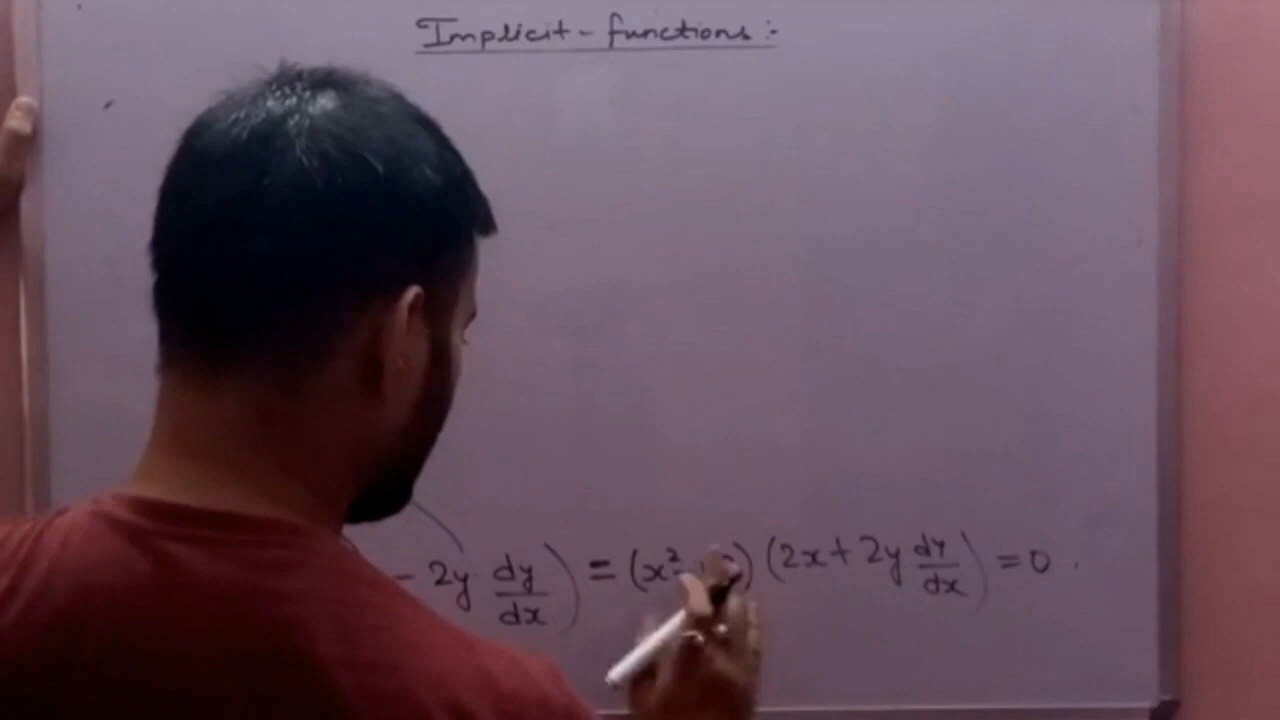 Implicit - functions :-
- 2y dy/dx) = (x² (2x + 2y dy/dx) = 0 .